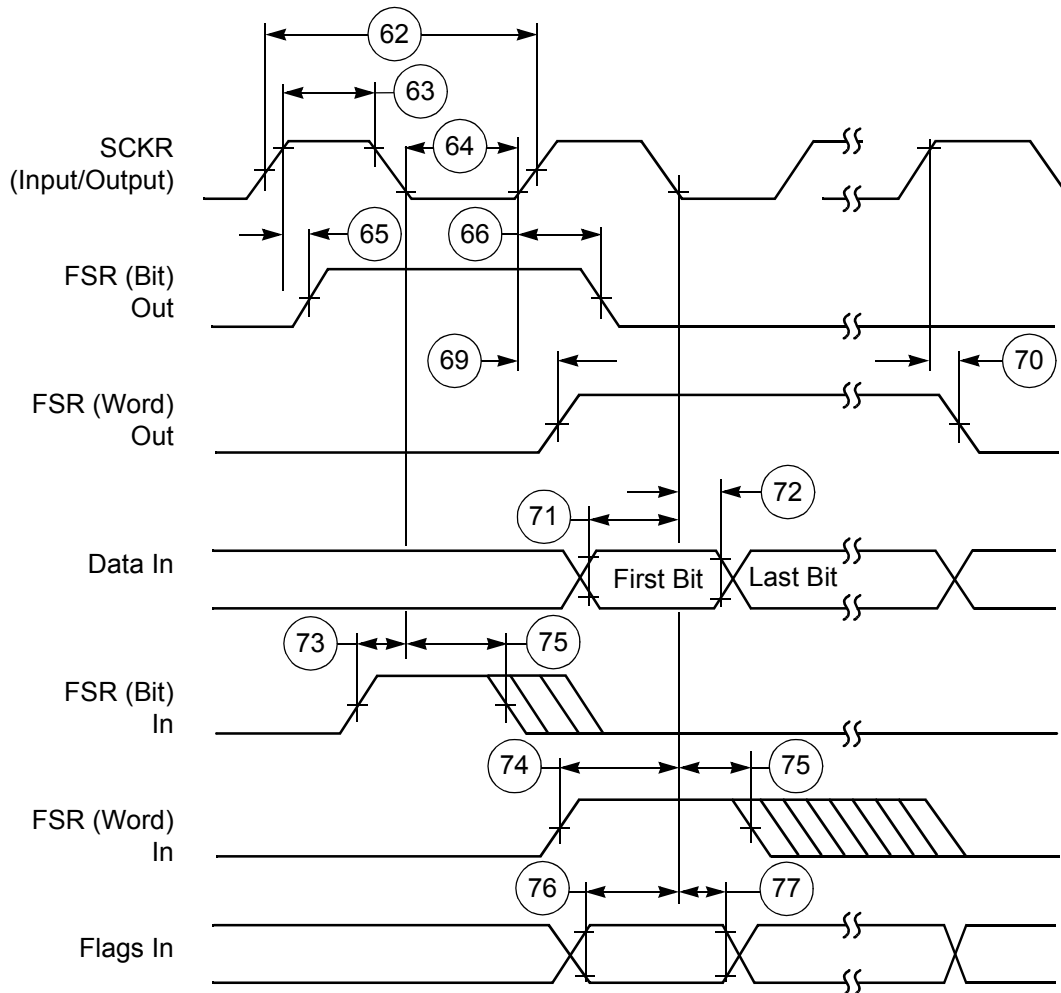 62
63
SCKR
(Input/Output)
64
65
66
FSR (Bit)
Out
69
70
FSR (Word)
Out
71
72
Data In
First Bit
Last Bit
73
75
FSR (Bit)
In
74
75
FSR (Word)
In
76
77
Flags In